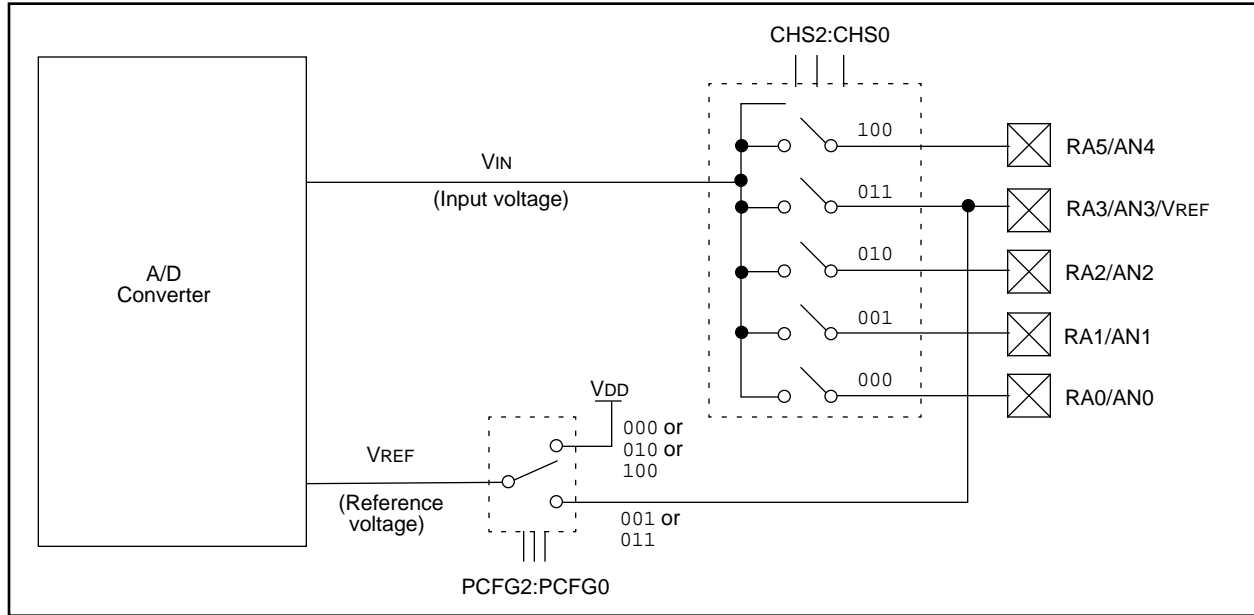 CHS2:CHS0
100
RA5/AN4
VIN
(Input voltage)
011
RA3/AN3/VREF
A/D
Converter
010
RA2/AN2
001
RA1/AN1
000
RA0/AN0
VDD
000 or
010 or
100
VREF
(Reference
voltage)
001 or
011
PCFG2:PCFG0